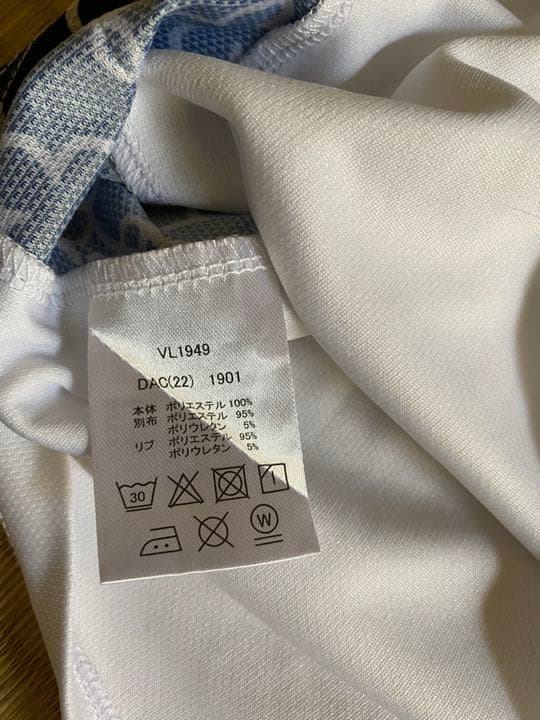 VL1949
DAC(22) 1901
本体 ポリエステル 100%
別布 ポリエステル 95%
ポリウレタン 5%
リブ ポリエステル 95%
ポリウレタン 5%
30
W